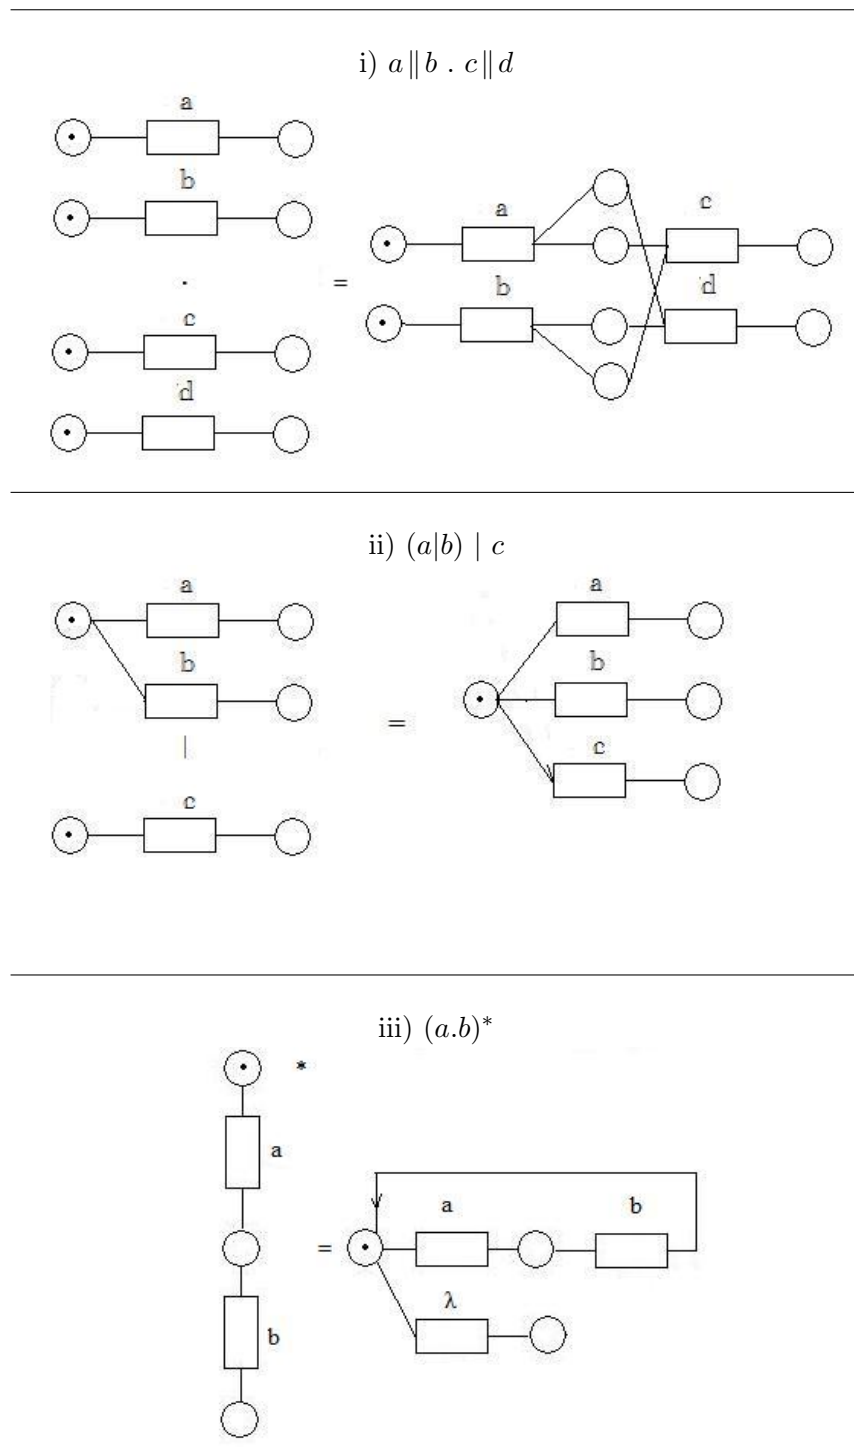 i) a∥b . c∥d
a
b
.
c
d
=
a
b
c
d
ii) (a|b) | c
a
b
|
c
=
a
b
c
iii) (a.b)*
*
a
b
=
a
b
λ